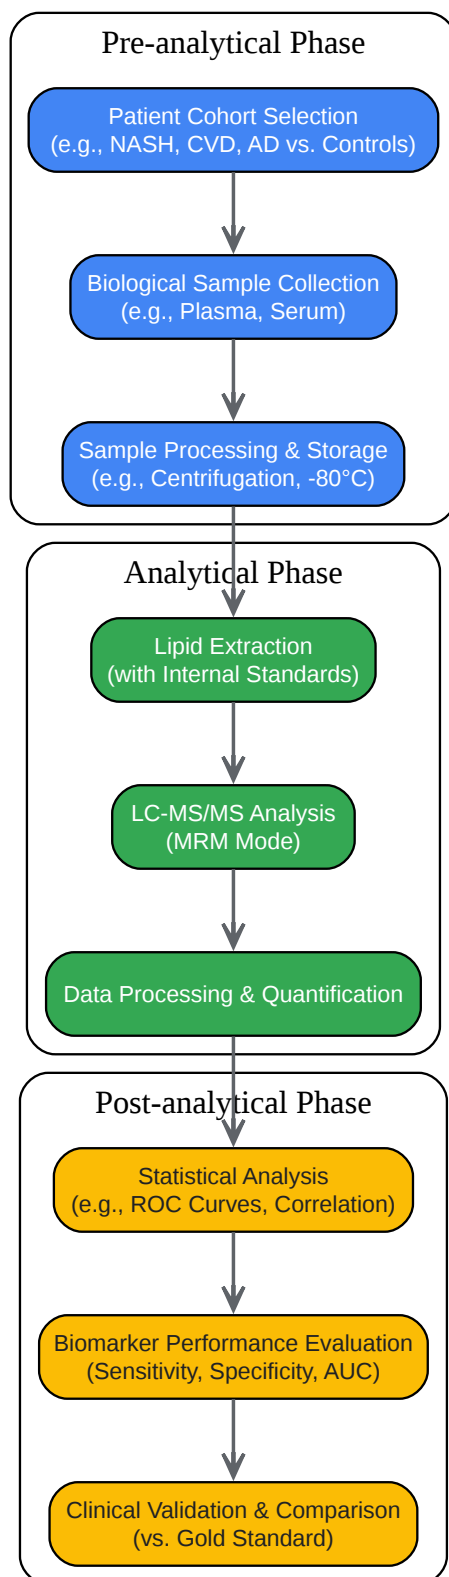 Pre-analytical Phase
Patient Cohort Selection
(e.g., NASH, CVD, AD vs. Controls)
Biological Sample Collection
(e.g., Plasma, Serum)
Sample Processing & Storage
(e.g., Centrifugation, -80°C)
Analytical Phase
Lipid Extraction
(with Internal Standards)
LC-MS/MS Analysis
(MRM Mode)
Data Processing & Quantification
Post-analytical Phase
Statistical Analysis
(e.g., ROC Curves, Correlation)
Biomarker Performance Evaluation
(Sensitivity, Specificity, AUC)
Clinical Validation & Comparison
(vs. Gold Standard)